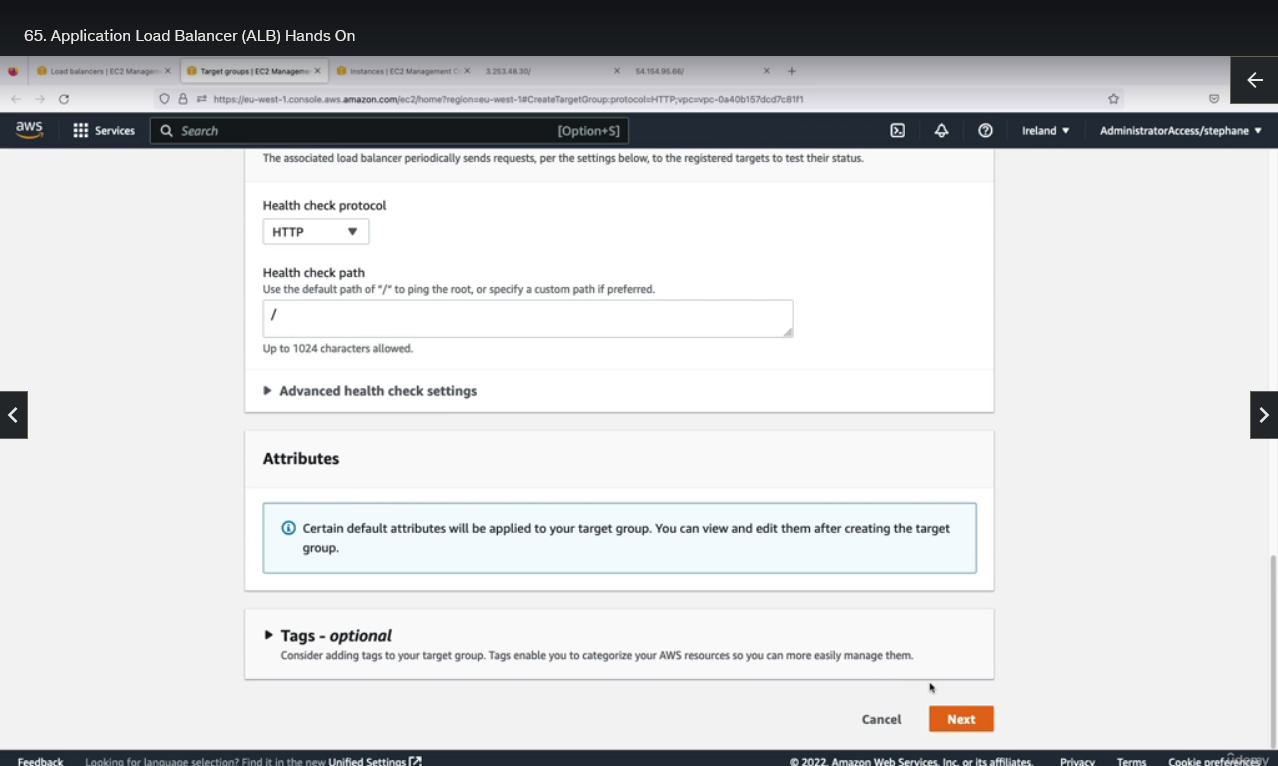 65. Application Load Balancer (ALB) Hands On
Load balancers | EC2 Managem
Target groups | EC2 Manageme
Instances | EC2 Management C
3.253.48.30/
54.154.95.66/
https://eu-west-1.console.aws.amazon.com/ec2/home?region=eu-west-1#CreateTargetGroup:protocol=HTTP;vpc=vpc-0a40b157dcd7c81f1
aws
Services
Search
[Option+S]
Ireland
AdministratorAccess/stephane
The associated load balancer periodically sends requests, per the settings below, to the registered targets to test their status.
Health check protocol
HTTP
Health check path
Use the default path of "/" to ping the root, or specify a custom path if preferred.
/
Up to 1024 characters allowed.
Advanced health check settings
Attributes
Certain default attributes will be applied to your target group. You can view and edit them after creating the target
group.
Tags - optional
Consider adding tags to your target group. Tags enable you to categorize your AWS resources so you can more easily manage them.
Cancel
Next
Feedback
Looking for language selection? Find it in the new Unified Settings
© 2022, Amazon Web Services, Inc. or its affiliates.
Privacy
Terms
Cookie preferences
udemy